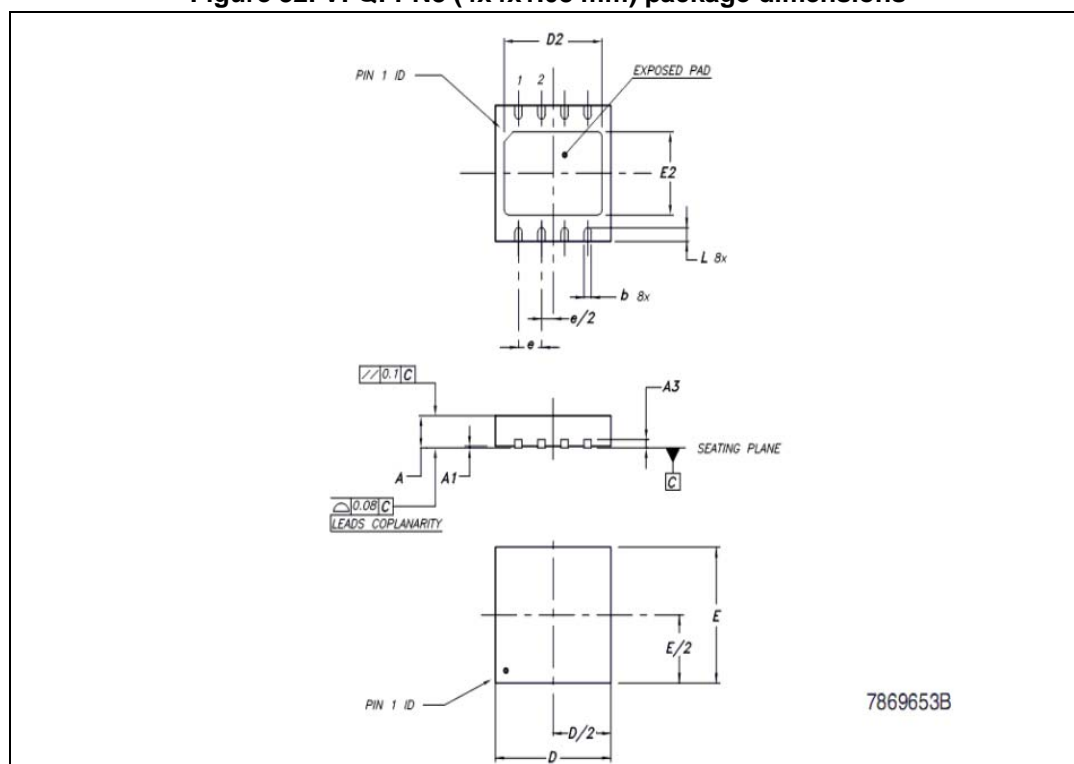 D2
PIN 1 ID
EXPOSED PAD
1 2
E2
L 8x
b 8x
e/2
e
// 0.1 C
A3
SEATING PLANE
A
A1
C
0.08 C
LEADS COPLANARITY
E
E/2
PIN 1 ID
7869653B
D/2
D